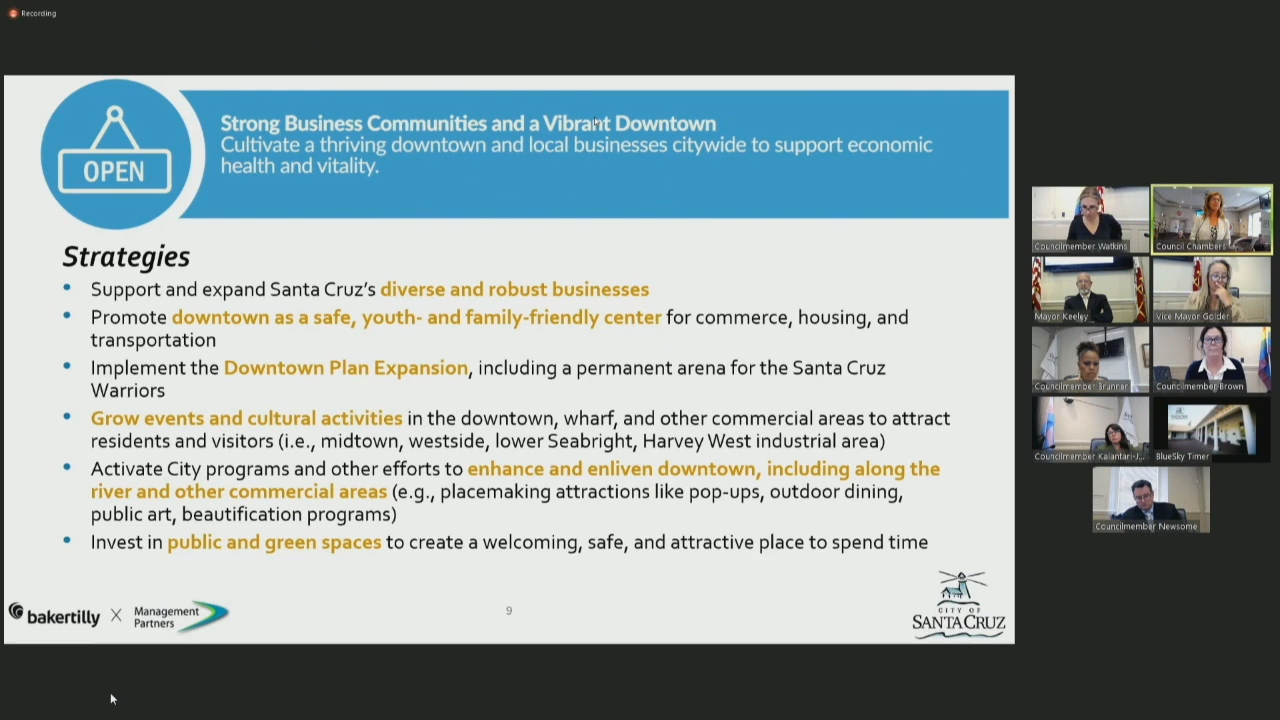 Recording
OPEN
Strong Business Communities and a Vibrant Downtown
Cultivate a thriving downtown and local businesses citywide to support economic
health and vitality.
Strategies
• Support and expand Santa Cruz's diverse and robust businesses
• Promote downtown as a safe, youth- and family-friendly center for commerce, housing, and
transportation
• Implement the Downtown Plan Expansion, including a permanent arena for the Santa Cruz
Warriors
• Grow events and cultural activities in the downtown, wharf, and other commercial areas to attract
residents and visitors (i.e., midtown, westside, lower Seabright, Harvey West industrial area)
• Activate City programs and other efforts to enhance and enliven downtown, including along the
river and other commercial areas (e.g., placemaking attractions like pop-ups, outdoor dining,
public art, beautification programs)
• Invest in public and green spaces to create a welcoming, safe, and attractive place to spend time
bakertilly X Management
Partners
9
CITY OF
SANTA CRUZ
Councilmember Watkins
Council Chambers
Mayor Keeley
Vice Mayor Golder
Councilmember Brunner
Councilmember Brown
Councilmember Kalantari-J...
BlueSky Timer
Councilmember Newsome